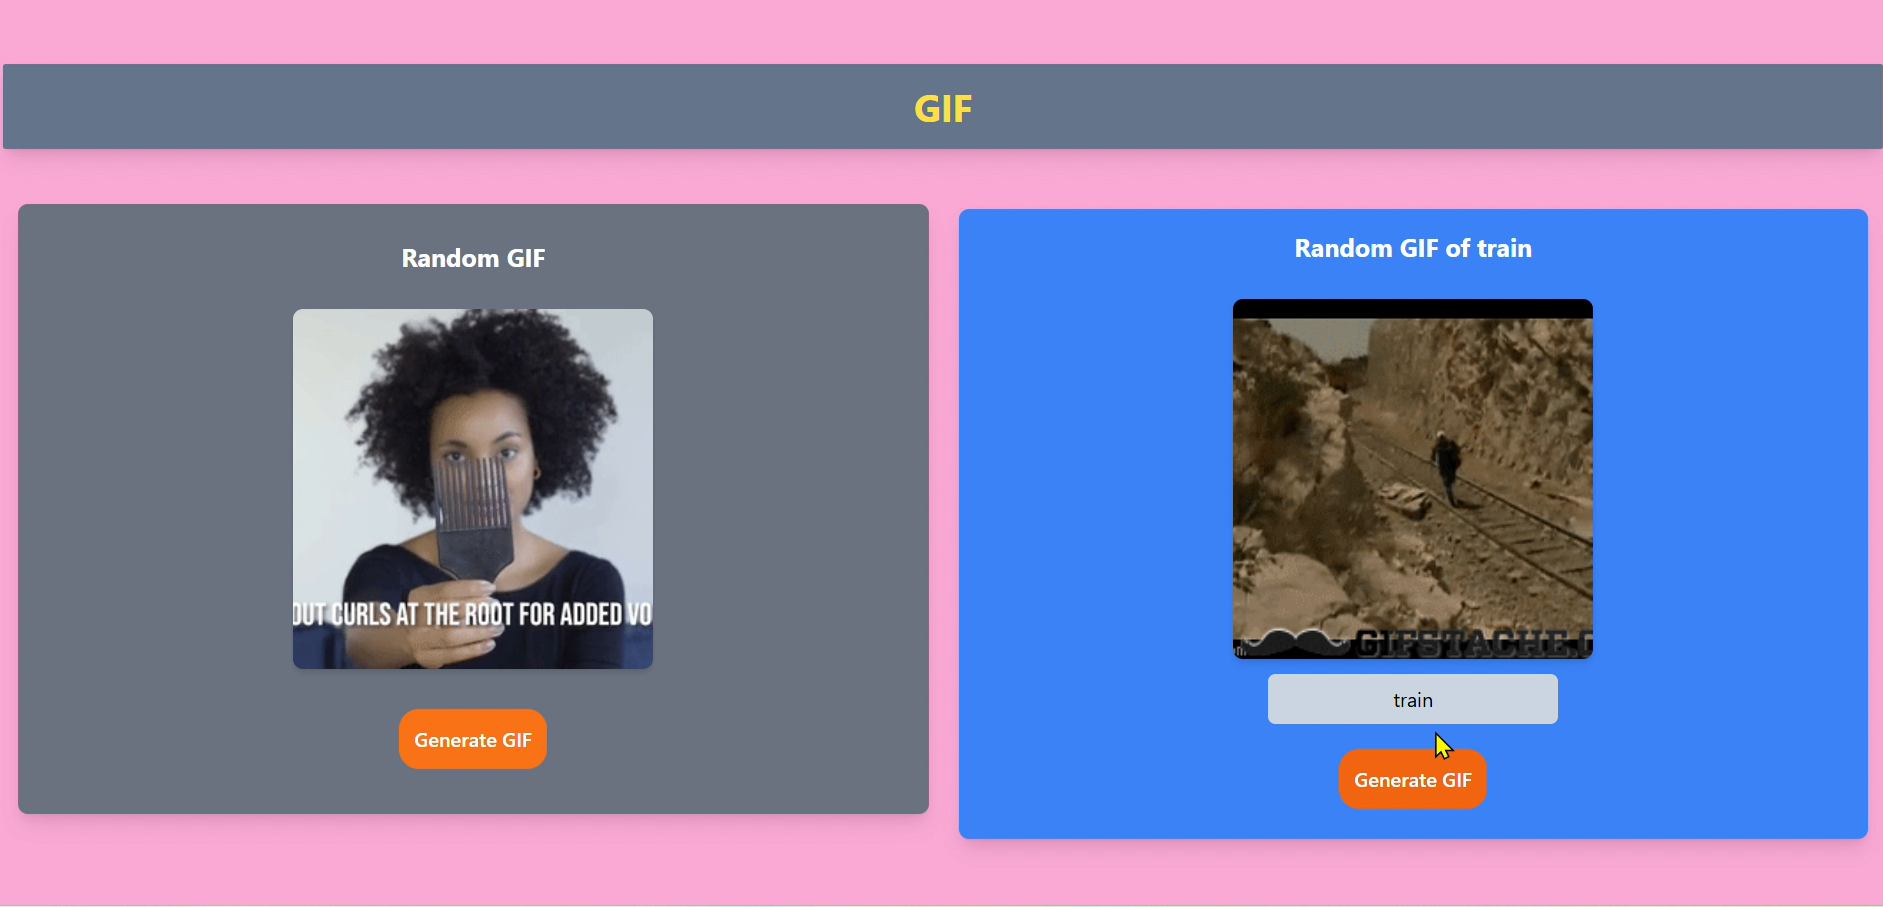 GIF
Random GIF
OUT CURLS AT THE ROOT FOR ADDED VO
Generate GIF
Random GIF of train
GIFSTACHE.C
train
Generate GIF